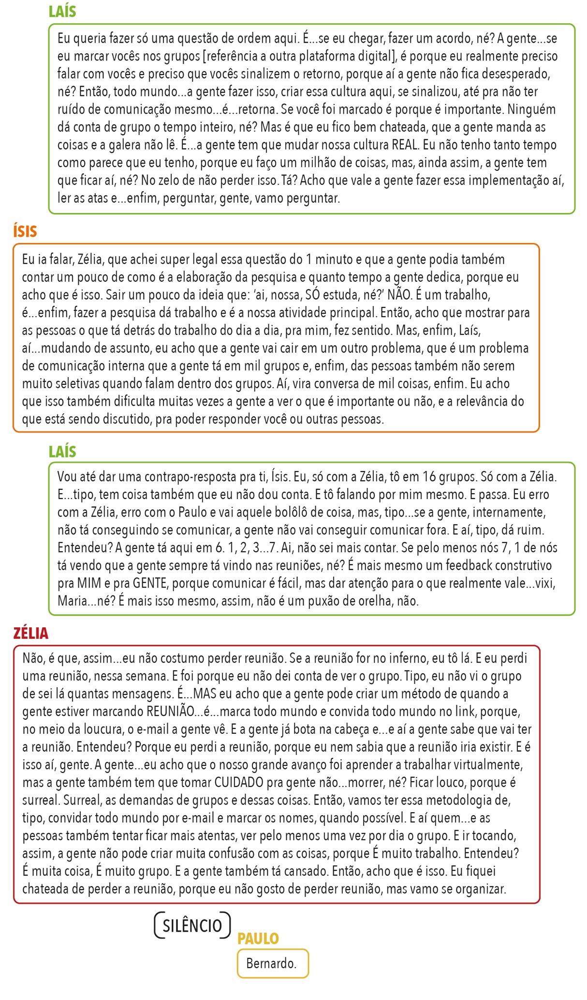 LAÍS
Eu queria fazer só uma questão de ordem aqui. É...se eu chegar, fazer um acordo, né? A gente...se
eu marcar vocês nos grupos [referência a outra plataforma digital], é porque eu realmente preciso
falar com vocês e preciso que vocês sinalizem o retorno, porque aí a gente não fica desesperado,
né? Então, todo mundo...a gente fazer isso, criar essa cultura aqui, se sinalizou, até pra não ter
ruído de comunicação mesmo...é...retorna. Se você foi marcado é porque é importante. Ninguém
dá conta de grupo o tempo inteiro, né? Mas é que eu fico bem chateada, que a gente manda as
coisas e a galera não lê. É...a gente tem que mudar nossa cultura REAL. Eu não tenho tanto tempo
como parece que eu tenho, porque eu faço um milhão de coisas, mas, ainda assim, a gente tem
que ficar aí, né? No zelo de não perder isso. Tá? Acho que vale a gente fazer essa implementação aí,
ler as atas e...enfim, perguntar, gente, vamo perguntar.
ÍSIS
Eu ia falar, Zélia, que achei super legal essa questão do 1 minuto e que a gente podia também
contar um pouco de como é a elaboração da pesquisa e quanto tempo a gente dedica, porque eu
acho que é isso. Sair um pouco da ideia que: ‘ai, nossa, SÓ estuda, né?’ NÃO. É um trabalho,
é...enfim, fazer a pesquisa dá trabalho e é a nossa atividade principal. Então, acho que mostrar para
as pessoas o que tá detrás do trabalho do dia a dia, pra mim, fez sentido. Mas, enfim, Laís,
aí...mudando de assunto, eu acho que a gente vai cair em um outro problema, que é um problema
de comunicação interna que a gente tá em mil grupos e, enfim, das pessoas também não serem
muito seletivas quando falam dentro dos grupos. Aí, vira conversa de mil coisas, enfim. Eu acho
que isso também dificulta muitas vezes a gente a ver o que é importante ou não, e a relevância do
que está sendo discutido, pra poder responder você ou outras pessoas.
LAÍS
Vou até dar uma contrapo-resposta pra ti, Ísis. Eu, só com a Zélia, tô em 16 grupos. Só com a Zélia.
E...tipo, tem coisa também que eu não dou conta. E tô falando por mim mesmo. E passa. Eu erro
com a Zélia, erro com o Paulo e vai aquele bolôlô de coisa, mas, tipo...se a gente, internamente,
não tá conseguindo se comunicar, a gente não vai conseguir comunicar fora. E aí, tipo, dá ruim.
Entendeu? A gente tá aqui em 6. 1, 2, 3...7. Ai, não sei mais contar. Se pelo menos nós 7, 1 de nós
tá vendo que a gente sempre tá vindo nas reuniões, né? É mais mesmo um feedback construtivo
pra MIM e pra GENTE, porque comunicar é fácil, mas dar atenção para o que realmente vale...vixi,
Maria...né? É mais isso mesmo, assim, não é um puxão de orelha, não.
ZÉLIA
Não, é que, assim...eu não costumo perder reunião. Se a reunião for no inferno, eu tô lá. E eu perdi
uma reunião, nessa semana. E foi porque eu não dei conta de ver o grupo. Tipo, eu não vi o grupo
de sei lá quantas mensagens. É...MAS eu acho que a gente pode criar um método de quando a
gente estiver marcando REUNIÃO...é...marca todo mundo e convida todo mundo no link, porque,
no meio da loucura, o e-mail a gente vê. E a gente já bota na cabeça e...e aí a gente sabe que vai ter
a reunião. Entendeu? Porque eu perdi a reunião, porque eu nem sabia que a reunião iria existir. E é
isso aí, gente. A gente...eu acho que o nosso grande avanço foi aprender a trabalhar virtualmente,
mas a gente também tem que tomar CUIDADO pra gente não...morrer, né? Ficar louco, porque é
surreal. Surreal, as demandas de grupos e dessas coisas. Então, vamos ter essa metodologia de,
tipo, convidar todo mundo por e-mail e marcar os nomes, quando possível. E aí quem...e as
pessoas também tentar ficar mais atentas, ver pelo menos uma vez por dia o grupo. E ir tocando,
assim, a gente não pode criar muita confusão com as coisas, porque É muito trabalho. Entendeu?
É muita coisa, É muito grupo. E a gente também tá cansado. Então, acho que é isso. Eu fiquei
chateada de perder a reunião, porque eu não gosto de perder reunião, mas vamo se organizar.
[SILÊNCIO]
PAULO
Bernardo.